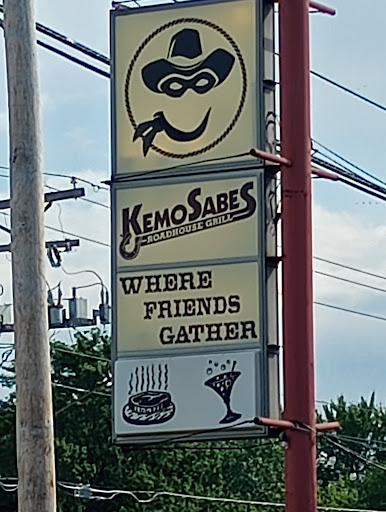 KEMOSABES
ROADHOUSE GRILL
WHERE
FRIENDS
GATHER